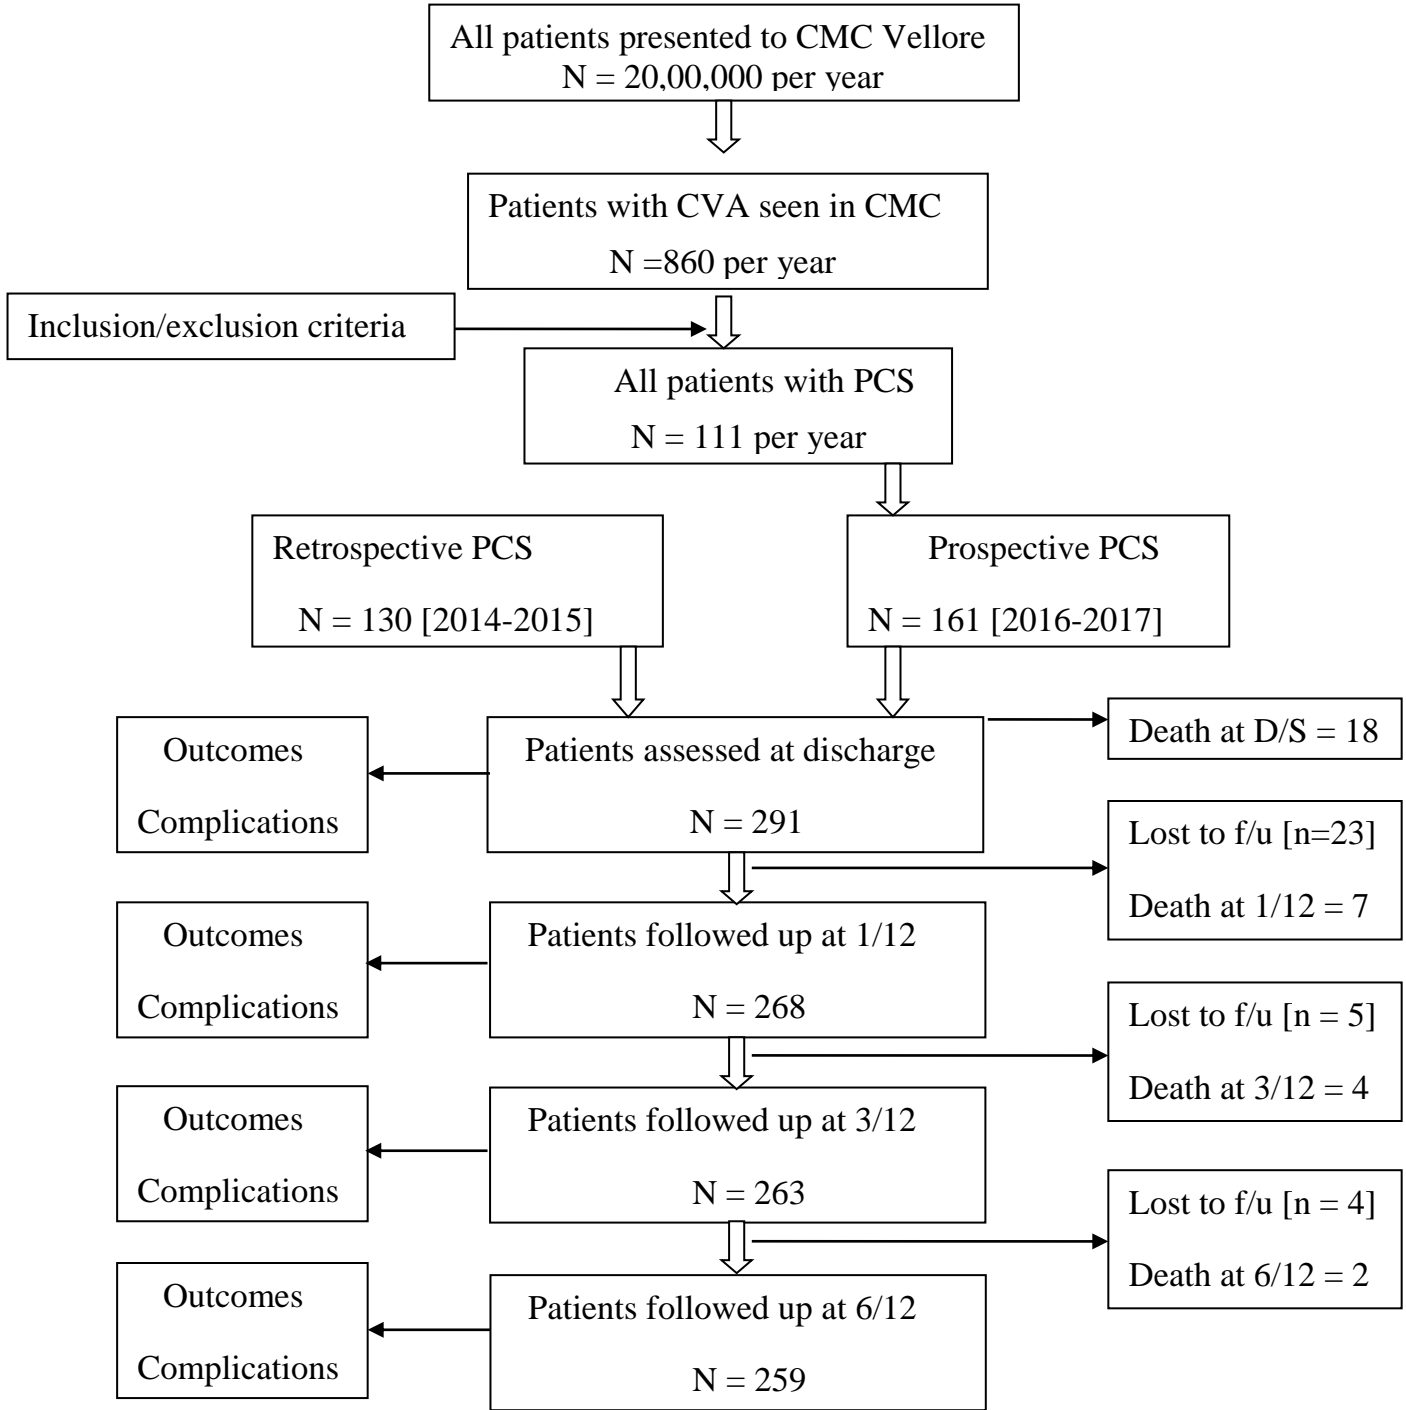 All patients presented to CMC Vellore
N = 20,00,000 per year
Patients with CVA seen in CMC
N =860 per year
Inclusion/exclusion criteria
All patients with PCS
N = 111 per year
Retrospective PCS
N = 130 [2014-2015]
Prospective PCS
N = 161 [2016-2017]
Outcomes
Complications
Patients assessed at discharge
N = 291
Death at D/S = 18
Lost to f/u [n=23]
Death at 1/12 = 7
Outcomes
Complications
Patients followed up at 1/12
N = 268
Lost to f/u [n = 5]
Death at 3/12 = 4
Outcomes
Complications
Patients followed up at 3/12
N = 263
Lost to f/u [n = 4]
Death at 6/12 = 2
Outcomes
Complications
Patients followed up at 6/12
N = 259